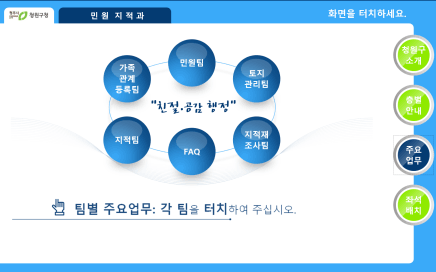 청원구청
민원 지적과
화면을 터치하세요.
민원팀
가족
관계
등록팀
토지
관리팀
"친절.공감 행정"
지적팀
지적재
조사팀
FAQ
팀별 주요업무: 각 팀을 터치하여 주십시오.
청원구
소개
층별
안내
주요
업무
좌석
배치